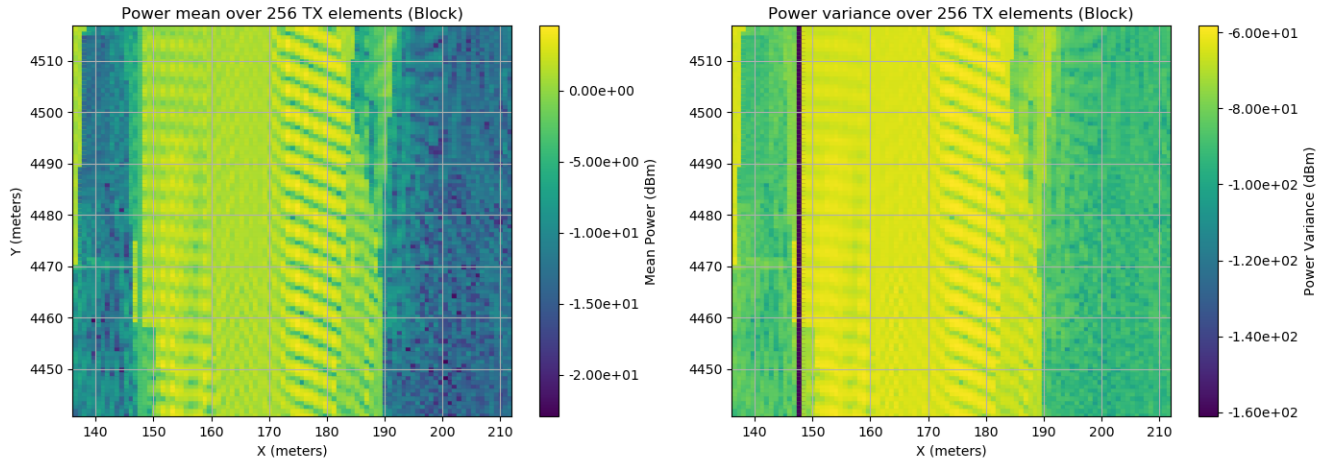 Power mean over 256 TX elements (Block)
Y (meters)
4510
4500
4490
4480
4470
4460
4450
140 150 160 170 180 190 200 210
X (meters)
0.00e+00
-5.00e+00
-1.00e+01
-1.50e+01
-2.00e+01
Mean Power (dBm)
Power variance over 256 TX elements (Block)
4510
4500
4490
4480
4470
4460
4450
140 150 160 170 180 190 200 210
X (meters)
-6.00e+01
-8.00e+01
-1.00e+02
-1.20e+02
-1.40e+02
-1.60e+02
Power Variance (dBm)